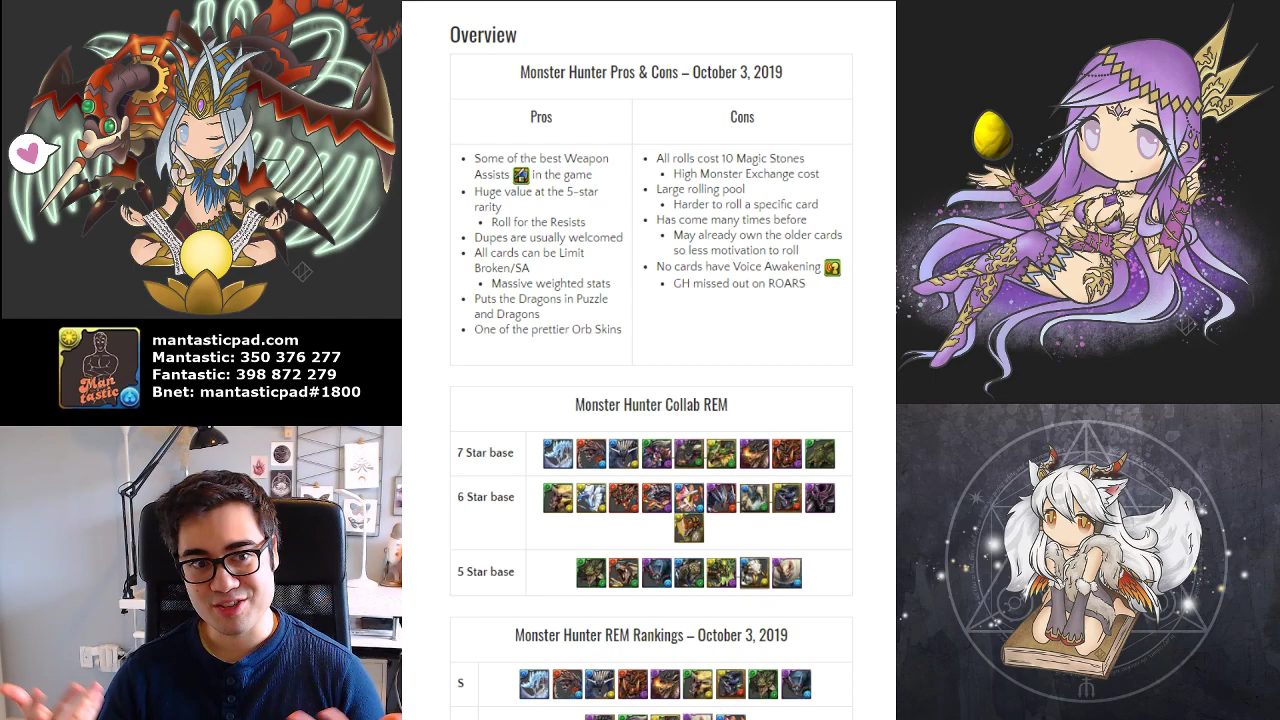 Overview
Monster Hunter Pros & Cons – October 3, 2019
Pros
Cons
Some of the best Weapon
Assists in the game
Huge value at the 5-star
rarity
Roll for the Resists
Dupes are usually welcomed
All cards can be Limit
Broken/SA
Massive weighted stats
Puts the Dragons in Puzzle
and Dragons
One of the prettier Orb Skins
All rolls cost 10 Magic Stones
High Monster Exchange cost
Large rolling pool
Harder to roll a specific card
Has come many times before
May already own the older cards
so less motivation to roll
No cards have Voice Awakening
GH missed out on ROARS
Man
tastic
mantasticpad.com
Mantastic: 350 376 277
Fantastic: 398 872 279
Bnet: mantasticpad#1800
Monster Hunter Collab REM
7 Star base
6 Star base
5 Star base
Monster Hunter REM Rankings – October 3, 2019
S